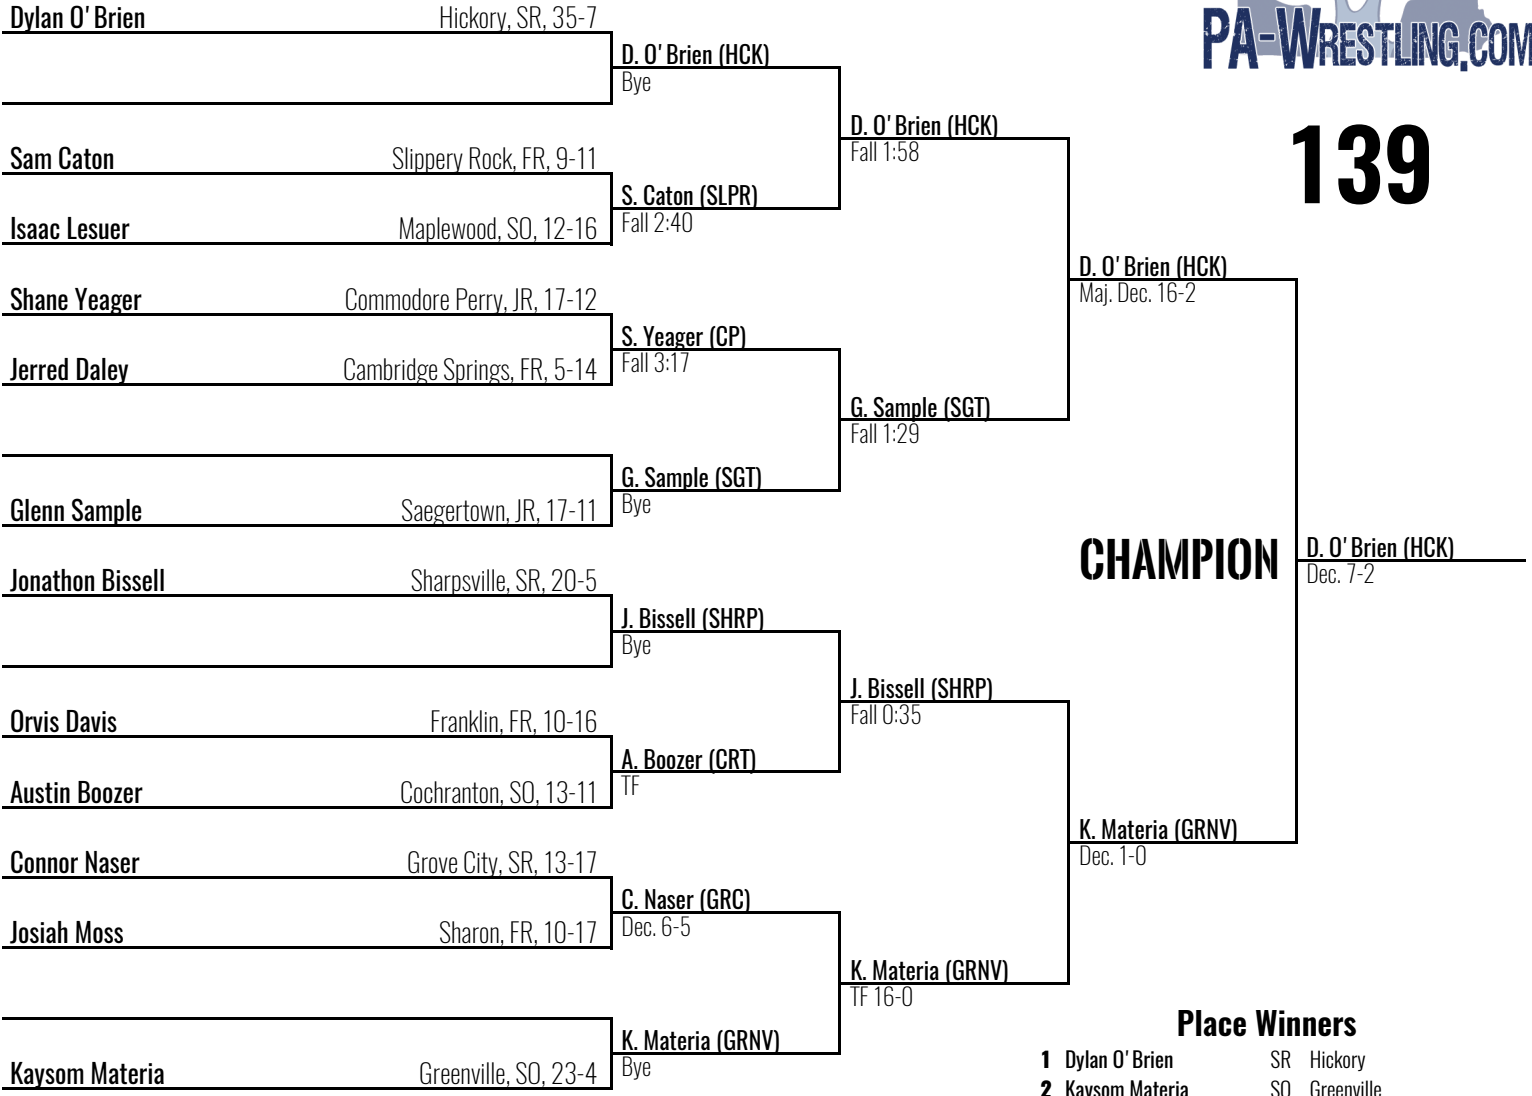 Dylan O'Brien Hickory, SR, 35-7
PA-WRESTLING.COM
D. O'Brien (HCK)
Bye
139
D. O'Brien (HCK)
Fall 1:58
Sam Caton Slippery Rock, FR, 9-11
S. Caton (SLPR)
Fall 2:40
Isaac Lesuer Maplewood, SO, 12-16
D. O'Brien (HCK)
Maj. Dec. 16-2
Shane Yeager Commodore Perry, JR, 17-12
S. Yeager (CP)
Fall 3:17
Jerred Daley Cambridge Springs, FR, 5-14
G. Sample (SGT)
Fall 1:29
G. Sample (SGT)
Bye
Glenn Sample Saegertown, JR, 17-11
CHAMPION
D. O'Brien (HCK)
Dec. 7-2
Jonathon Bissell Sharpsville, SR, 20-5
J. Bissell (SHRP)
Bye
J. Bissell (SHRP)
Fall 0:35
Orvis Davis Franklin, FR, 10-16
A. Boozer (CRT)
TF
Austin Boozer Cochranton, SO, 13-11
K. Materia (GRNV)
Dec. 1-0
Connor Naser Grove City, SR, 13-17
C. Naser (GRC)
Dec. 6-5
Josiah Moss Sharon, FR, 10-17
K. Materia (GRNV)
TF 16-0
K. Materia (GRNV)
Bye
Kaysom Materia Greenville, SO, 23-4
Place Winners
1 Dylan O'Brien SR Hickory
2 Kaysom Materia SO Greenville